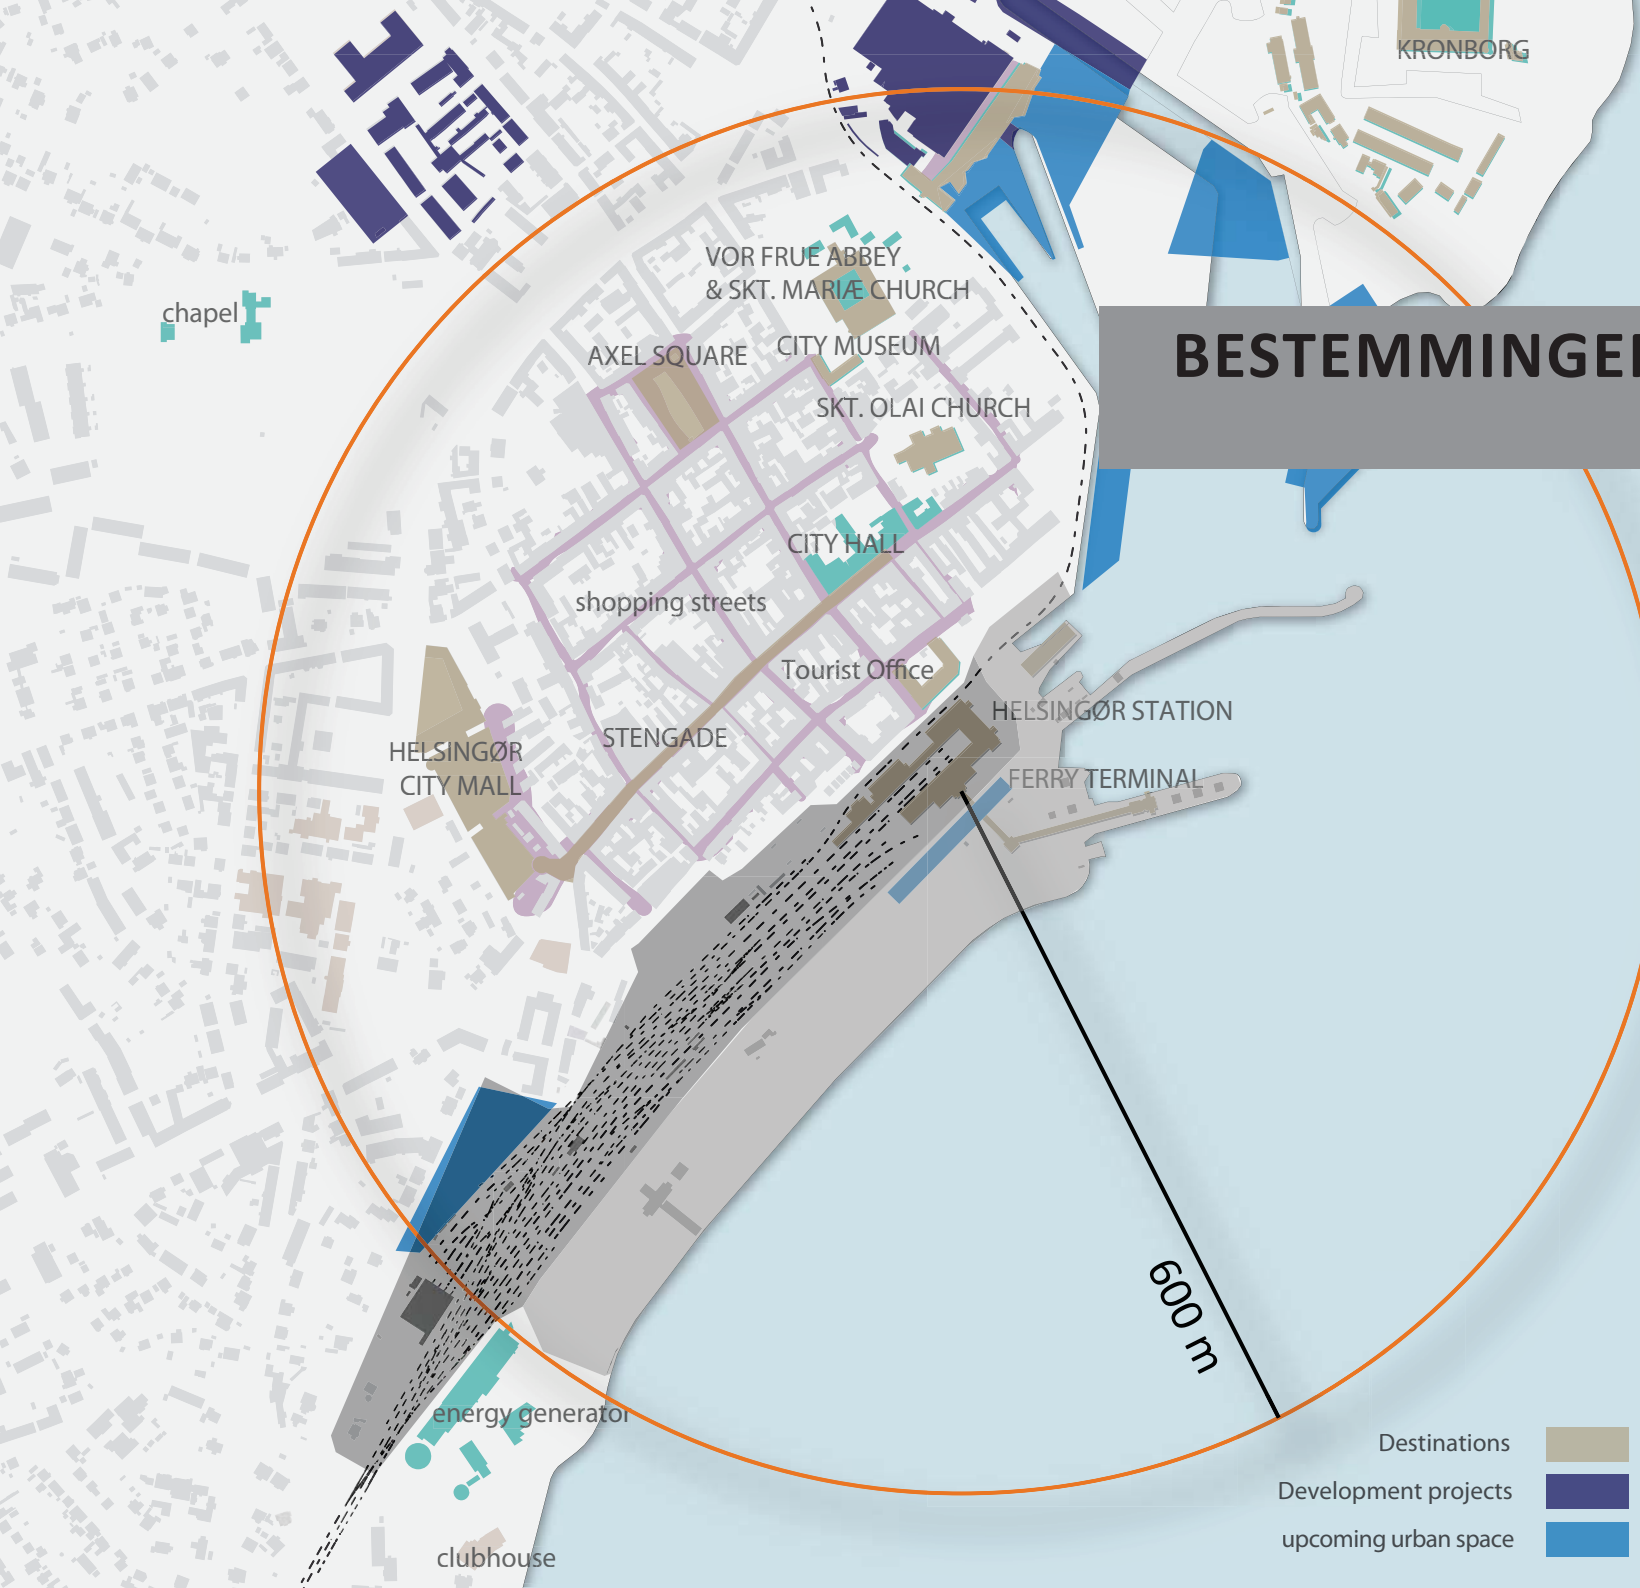 KRONBORG
VOR FRUE ABBEY
& SKT. MARIÆ CHURCH
chapel
AXEL SQUARE
CITY MUSEUM
BESTEMMINGE
SKT. OLAI CHURCH
CITY HALL
shopping streets
Tourist Office
HELSINGØR STATION
STENGADE
HELSINGØR
CITY MALL
FERRY TERMINAL
600 m
energy generator
Destinations
Development projects
upcoming urban space
clubhouse